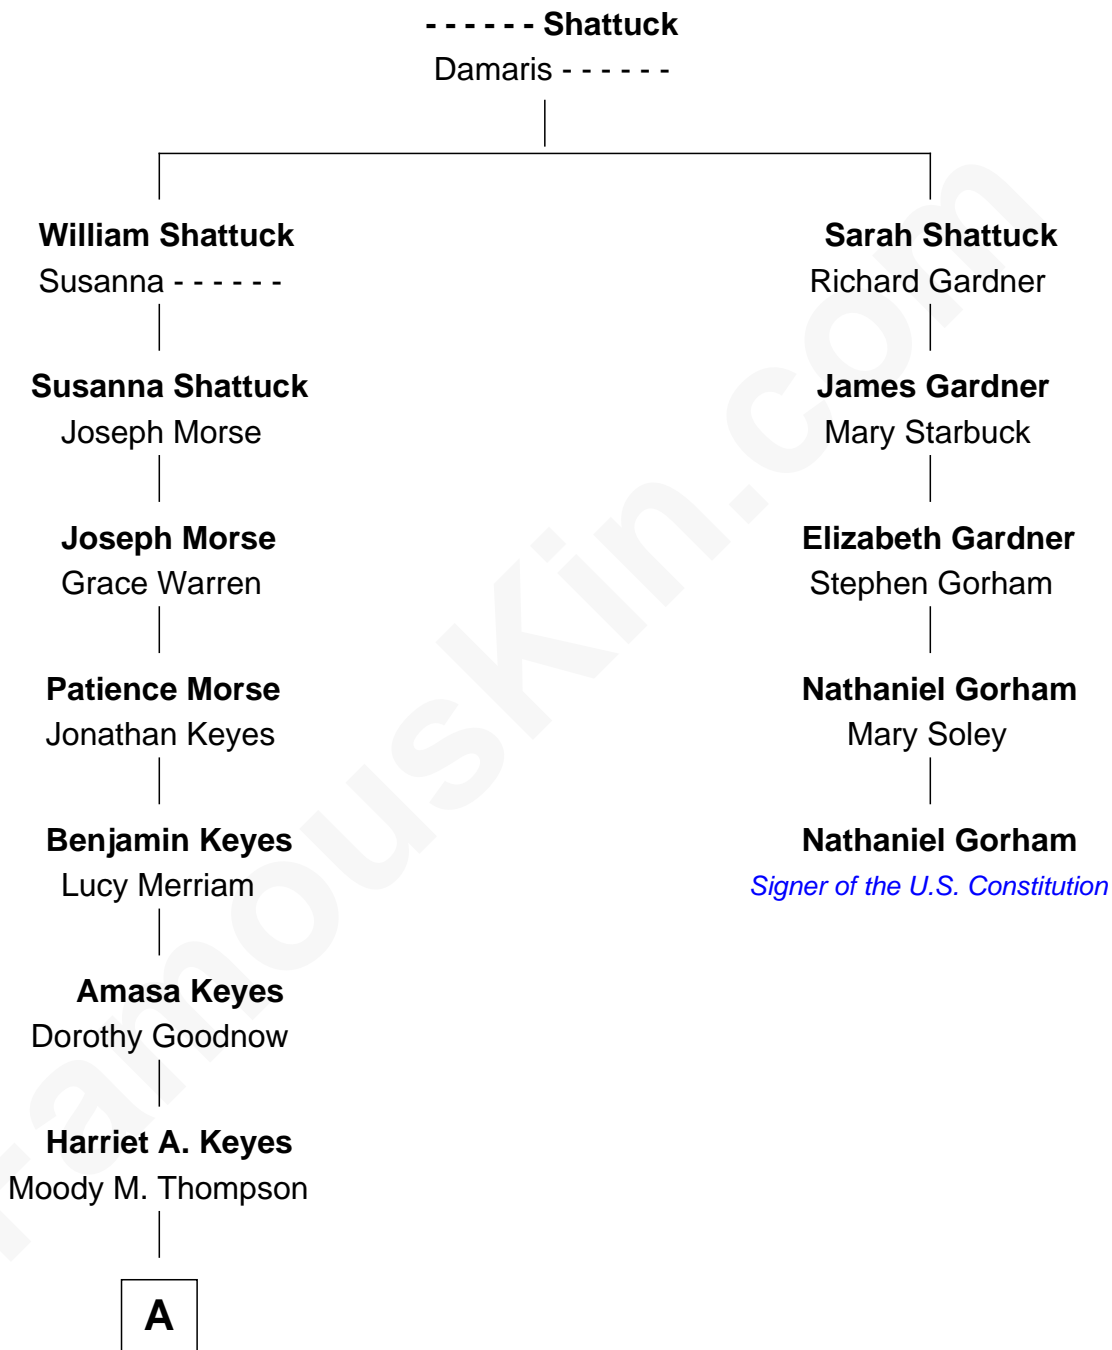 - - - - - - Shattuck
Damaris - - - - - -
William Shattuck
Susanna - - - - - -
Sarah Shattuck
Richard Gardner
Susanna Shattuck
Joseph Morse
James Gardner
Mary Starbuck
Joseph Morse
Grace Warren
Elizabeth Gardner
Stephen Gorham
Patience Morse
Jonathan Keyes
Nathaniel Gorham
Mary Soley
Benjamin Keyes
Lucy Merriam
Nathaniel Gorham
Signer of the U.S. Constitution
Amasa Keyes
Dorothy Goodnow
Harriet A. Keyes
Moody M. Thompson
A
FamousKin.com